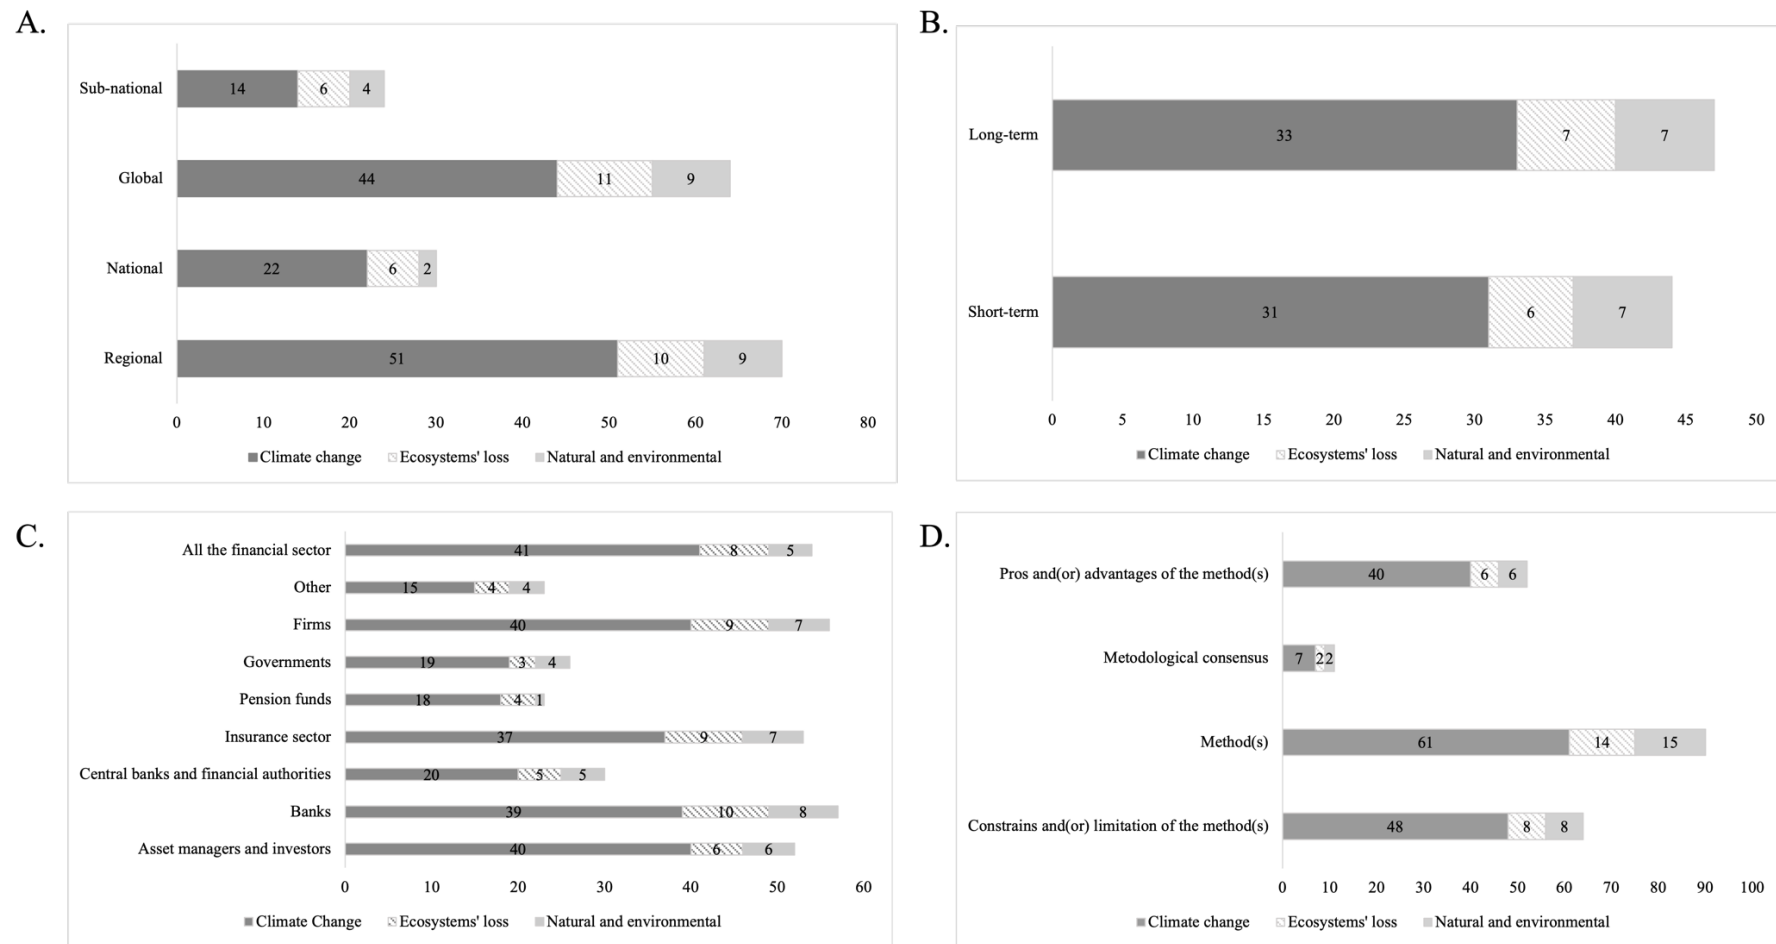 A.
Sub-national 14 6 4
Global 44 11 9
National 22 6 2
Regional 51 10 9
0 10 20 30 40 50 60 70 80
Climate change Ecosystems' loss Natural and environmental
B.
Long-term 33 7 7
Short-term 31 6 7
0 5 10 15 20 25 30 35 40 45 50
Climate change Ecosystems' loss Natural and environmental
C.
All the financial sector 41 8 5
Other 15 4 4
Firms 40 9 7
Governments 19 3 4
Pension funds 18 4 1
Insurance sector 37 9 7
Central banks and financial authorities 20 5 5
Banks 39 10 8
Asset managers and investors 40 6 6
0 10 20 30 40 50 60
Climate Change Ecosystems' loss Natural and environmental
D.
Pros and(or) advantages of the method(s) 40 6 6
Metodological consensus 7 2 2
Method(s) 61 14 15
Constrains and(or) limitation of the method(s) 48 8 8
0 10 20 30 40 50 60 70 80 90 100
Climate change Ecosystems' loss Natural and environmental